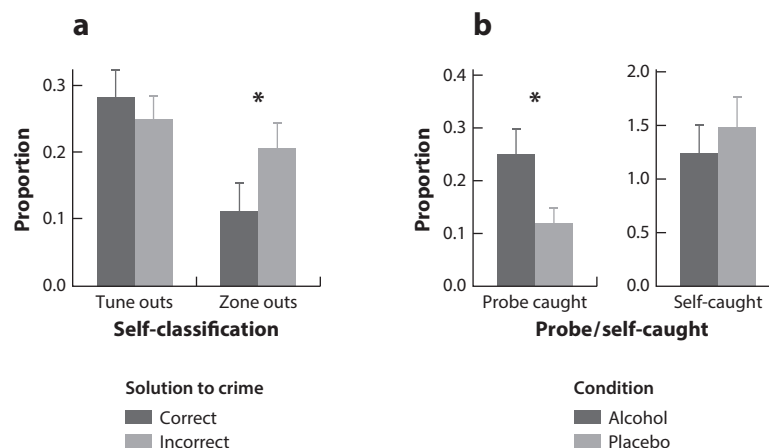 a
0.3
0.2
0.1
0.0
Proportion
*
Tune outs Zone outs
Self-classification
Solution to crime
Correct
Incorrect
b
0.4
0.3
0.2
0.1
0.0
Proportion
*
Probe caught
2.0
1.5
1.0
0.5
0.0
Self-caught
Probe/self-caught
Condition
Alcohol
Placebo